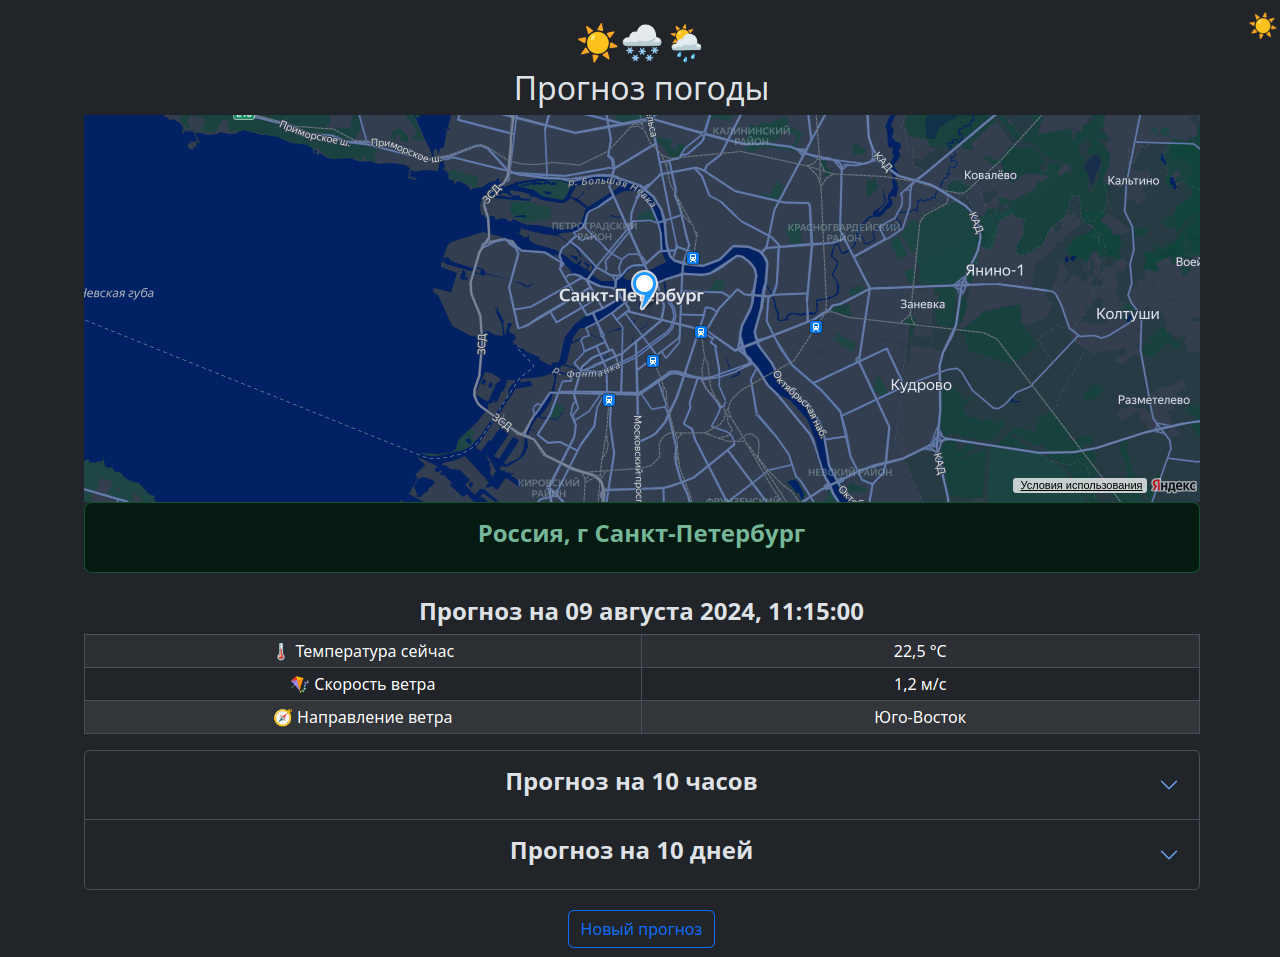 Прогноз погоды
Приморское ш.
Приморское ш.
КАЛИНИНСКИЙ
РАЙОН
КАД
Ковалёво
Кальтино
ЗСД
р. Большая Невка
ПЕТРОГРАДСКИЙ
РАЙОН
КРАСНОГВАРДЕЙСКИЙ
РАЙОН
КАД
Янино-1
Невская губа
Санкт-Петербург
Заневка
Колтуши
ЗСД
р. Фонтанка
Октябрьская наб.
Кудрово
Разметелево
ЗСД
Московский просп
КАД
НЕВСКИЙ РАЙОН
КИРОВСКИЙ
РАЙОН
ФРУНЗЕНСКИЙ
Условия использования
Яндекс
Россия, г Санкт-Петербург
Прогноз на 09 августа 2024, 11:15:00
Температура сейчас 22,5 °C
Скорость ветра 1,2 м/с
Направление ветра Юго-Восток
Прогноз на 10 часов
Прогноз на 10 дней
Новый прогноз